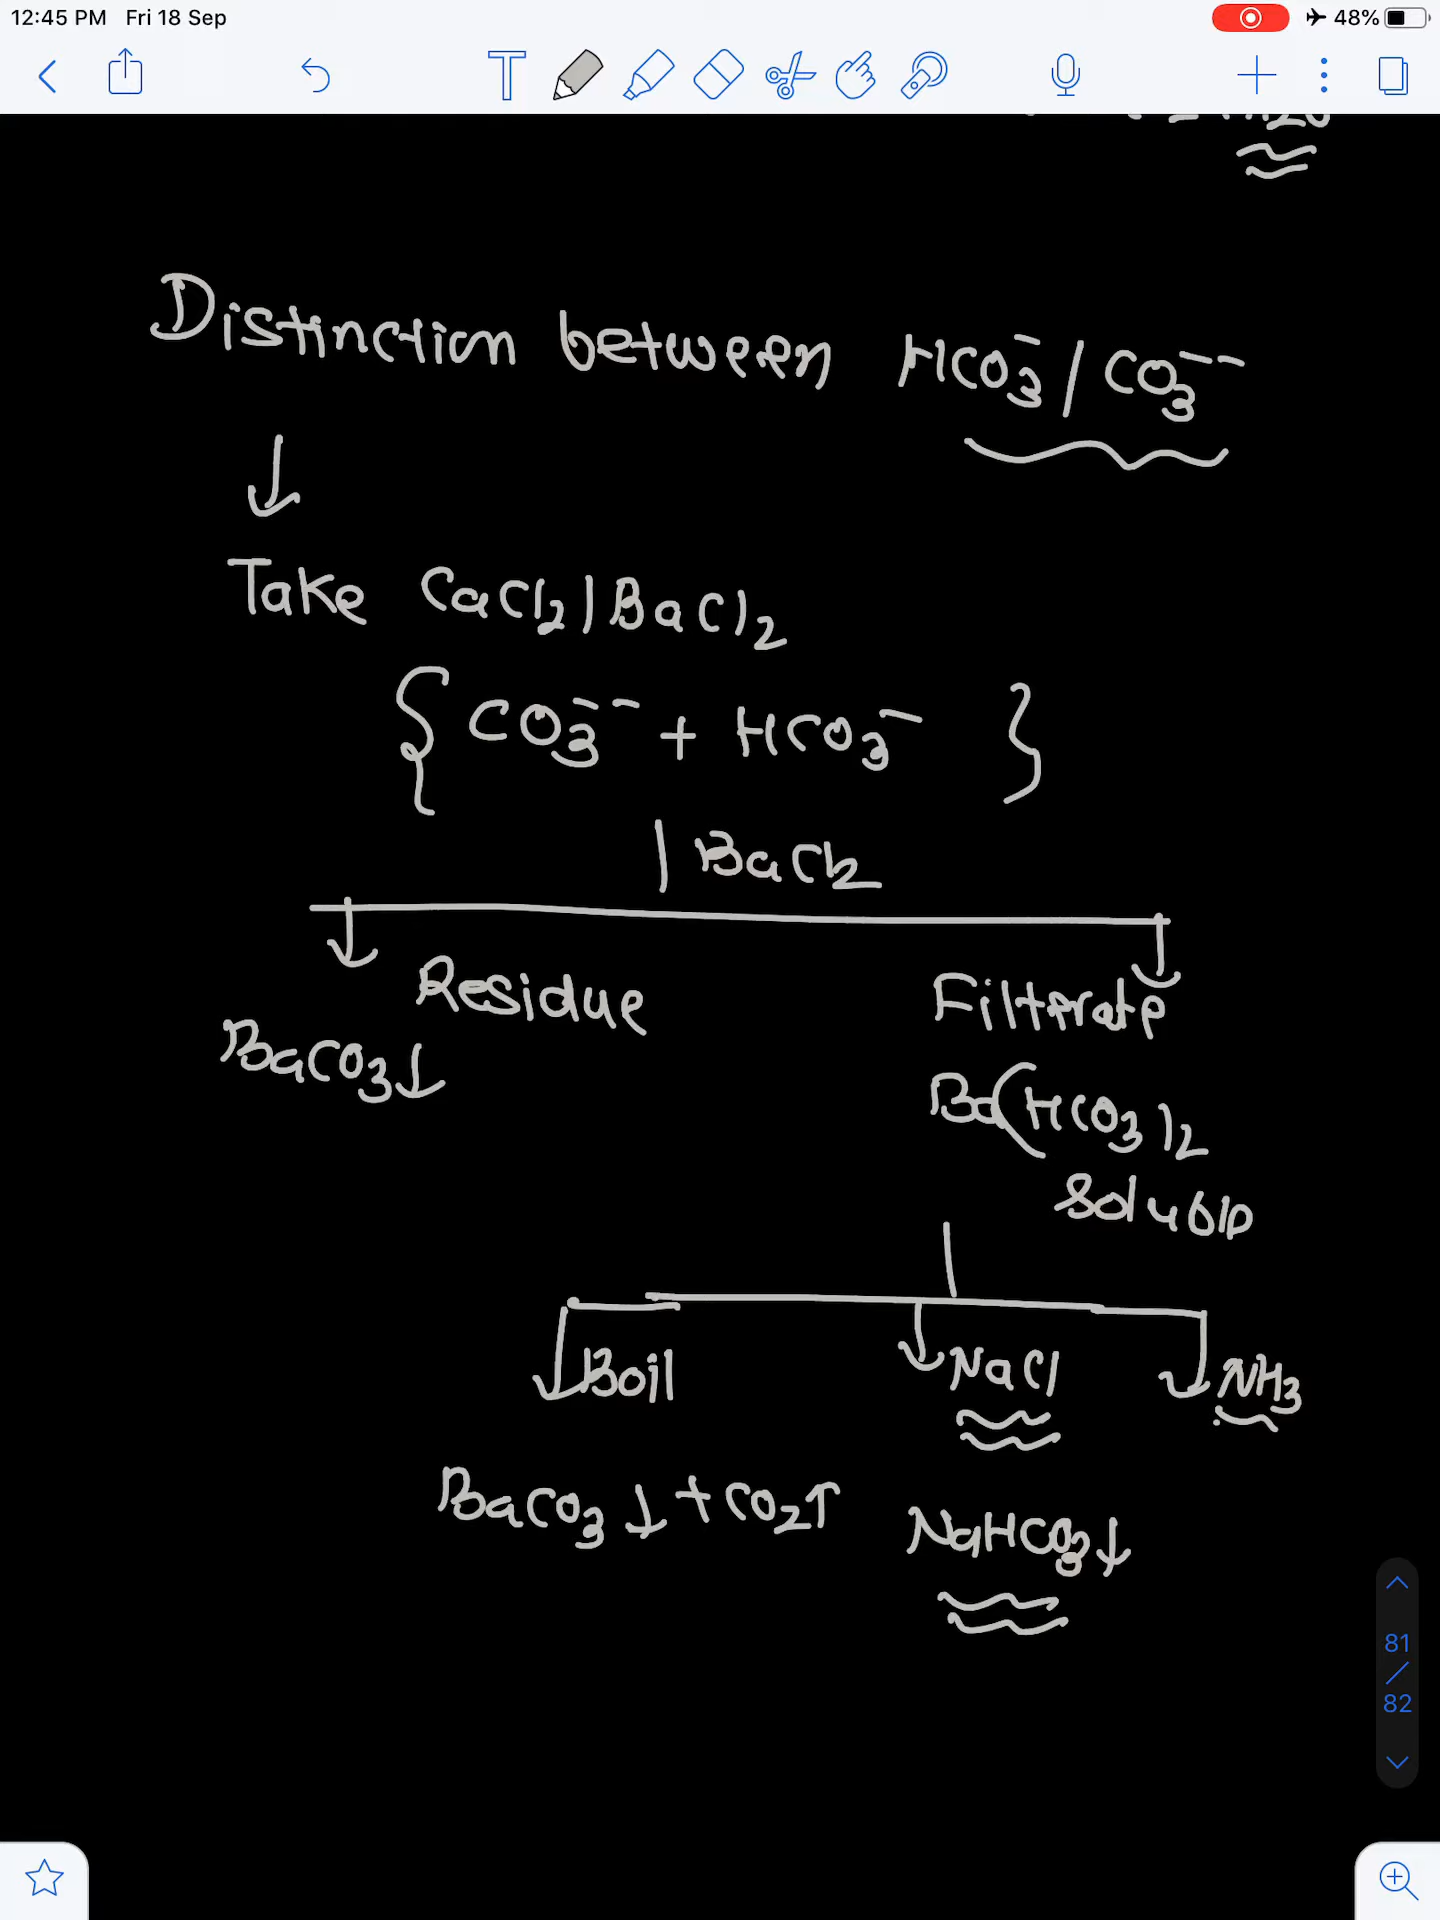 12:45 PM Fri 18 Sep
48%
T
Distinction between HCO3⁻ / CO3⁻⁻
↓
Take CaCl2 | BaCl2
{ CO3⁻⁻ + HCO3⁻ }
| BaCl2
Residue Filtrate
BaCO3↓ Ba(HCO3)2
Soluble
Boil NaCl NH3
BaCO3↓ + CO2↑ NaHCO3↓
81
/
82